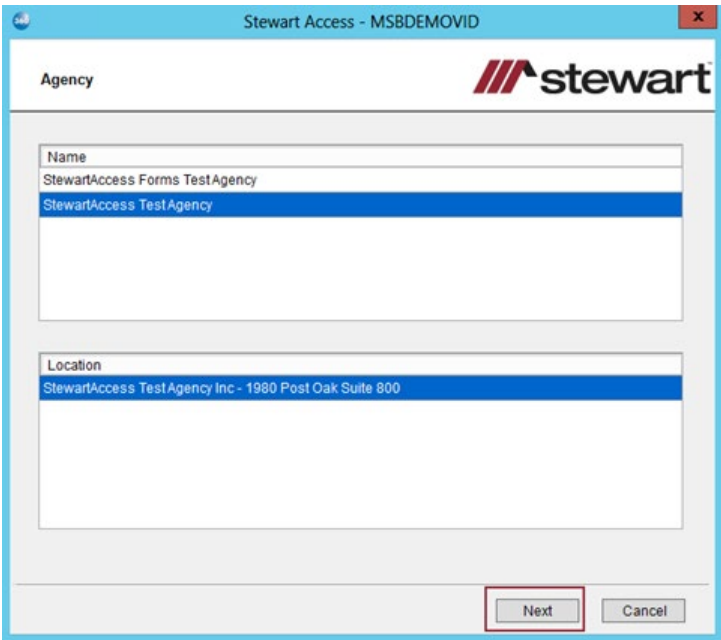 360
Stewart Access - MSBDEMOVID
x
Agency
stewart
Name
StewartAccess Forms TestAgency
StewartAccess TestAgency
Location
StewartAccess TestAgency Inc - 1980 Post Oak Suite 800
Next
Cancel